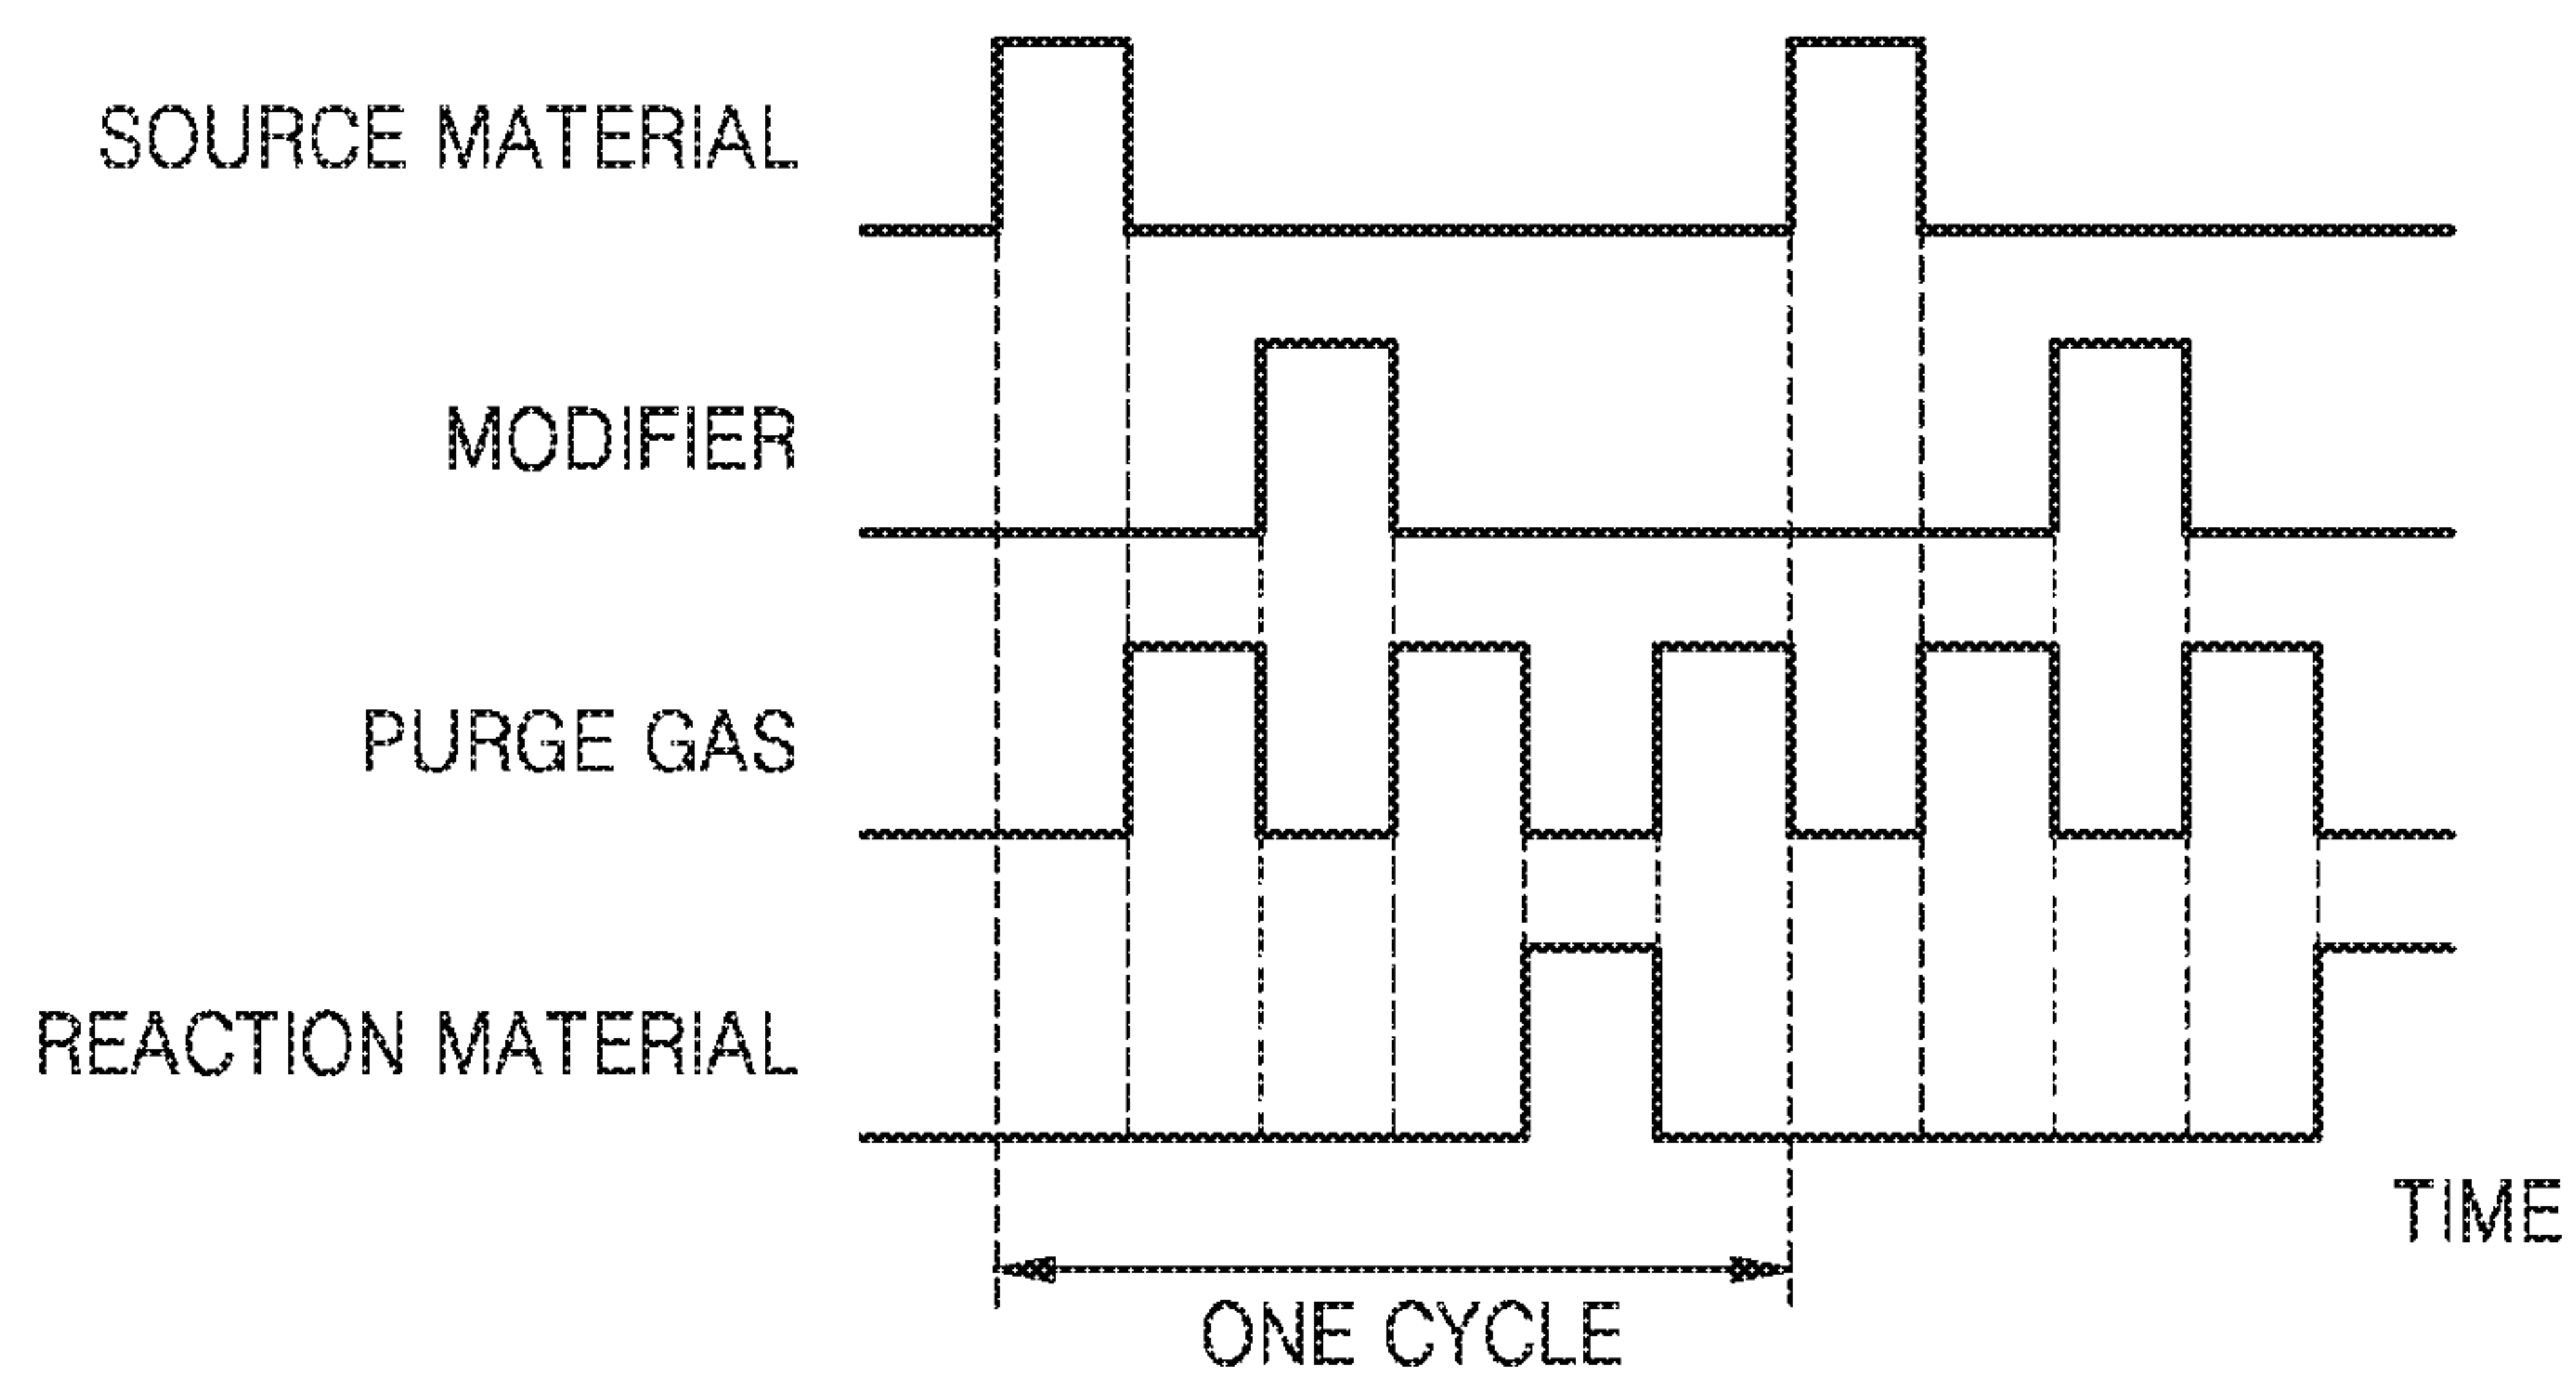 SOURCE MATERIAL
MODIFIER
PURGE GAS
REACTION MATERIAL
TIME
ONE CYCLE